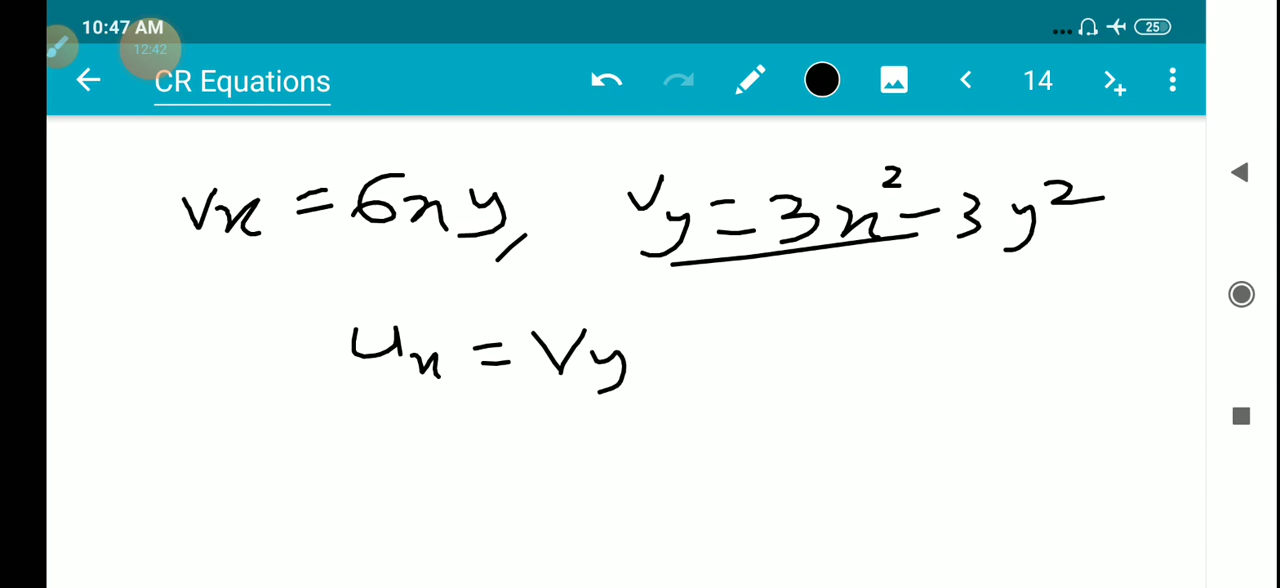 10:47 AM
25
12:42
CR Equations
14
vx = 6xy, vy = 3x² - 3y²
ux = vy